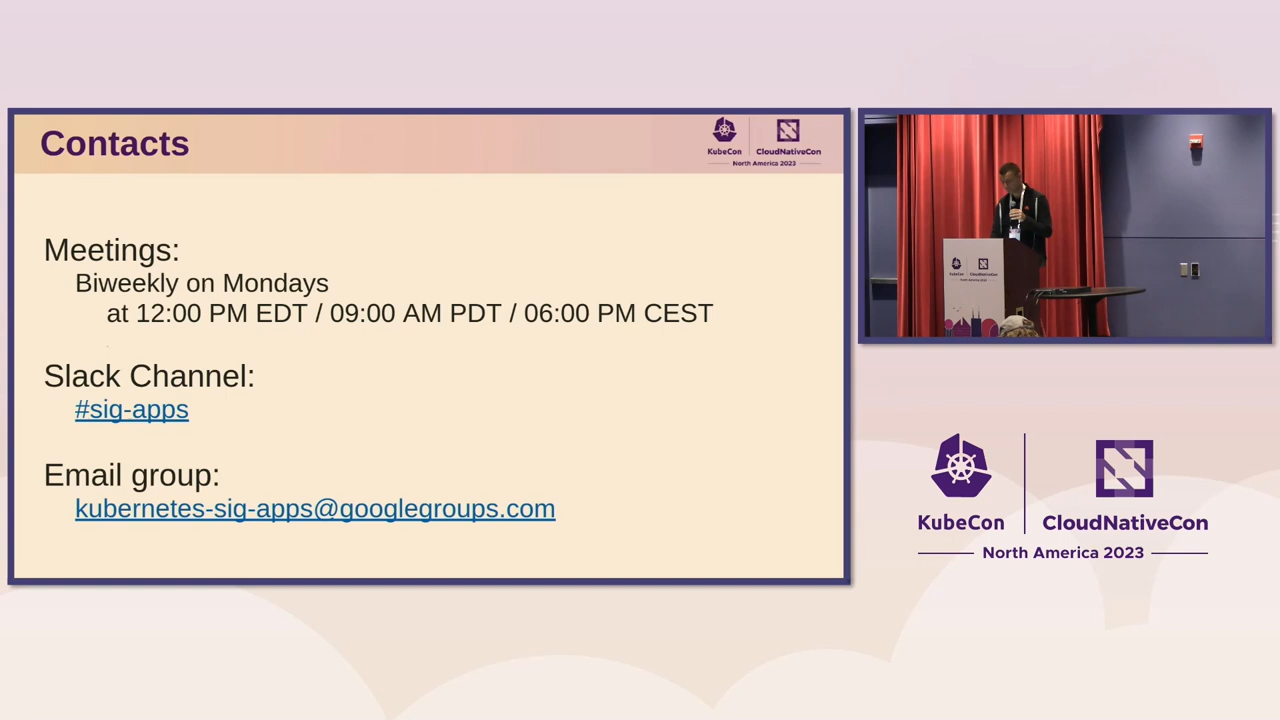 Contacts
KubeCon
CloudNativeCon
North America 2023
Meetings:
Biweekly on Mondays
at 12:00 PM EDT / 09:00 AM PDT / 06:00 PM CEST
Slack Channel:
#sig-apps
Email group:
kubernetes-sig-apps@googlegroups.com
KubeCon
CloudNativeCon
KubeCon
CloudNativeCon
North America 2023